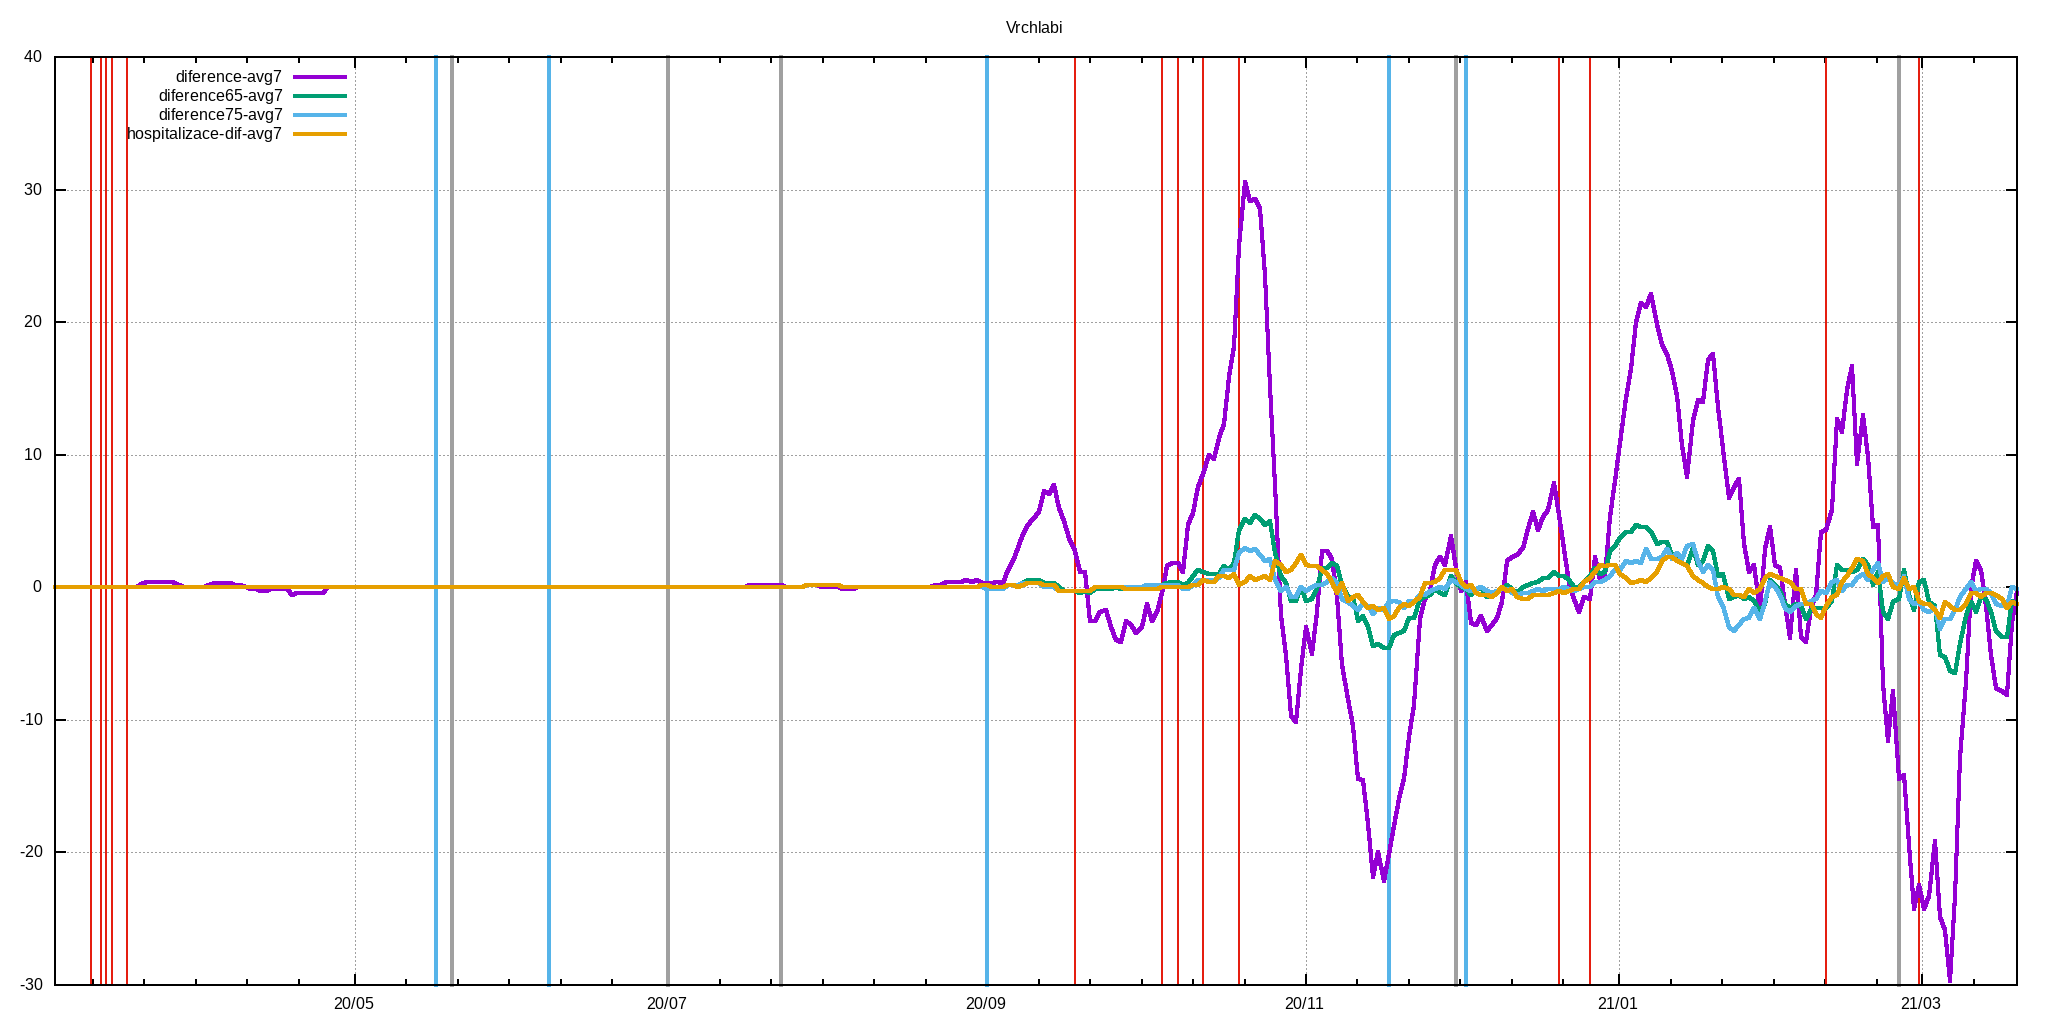 Vrchlabi
diference-avg7
diference65-avg7
diference75-avg7
hospitalizace-dif-avg7
40
30
20
10
0
-10
-20
-30
20/05 20/07 20/09 20/11 21/01 21/03